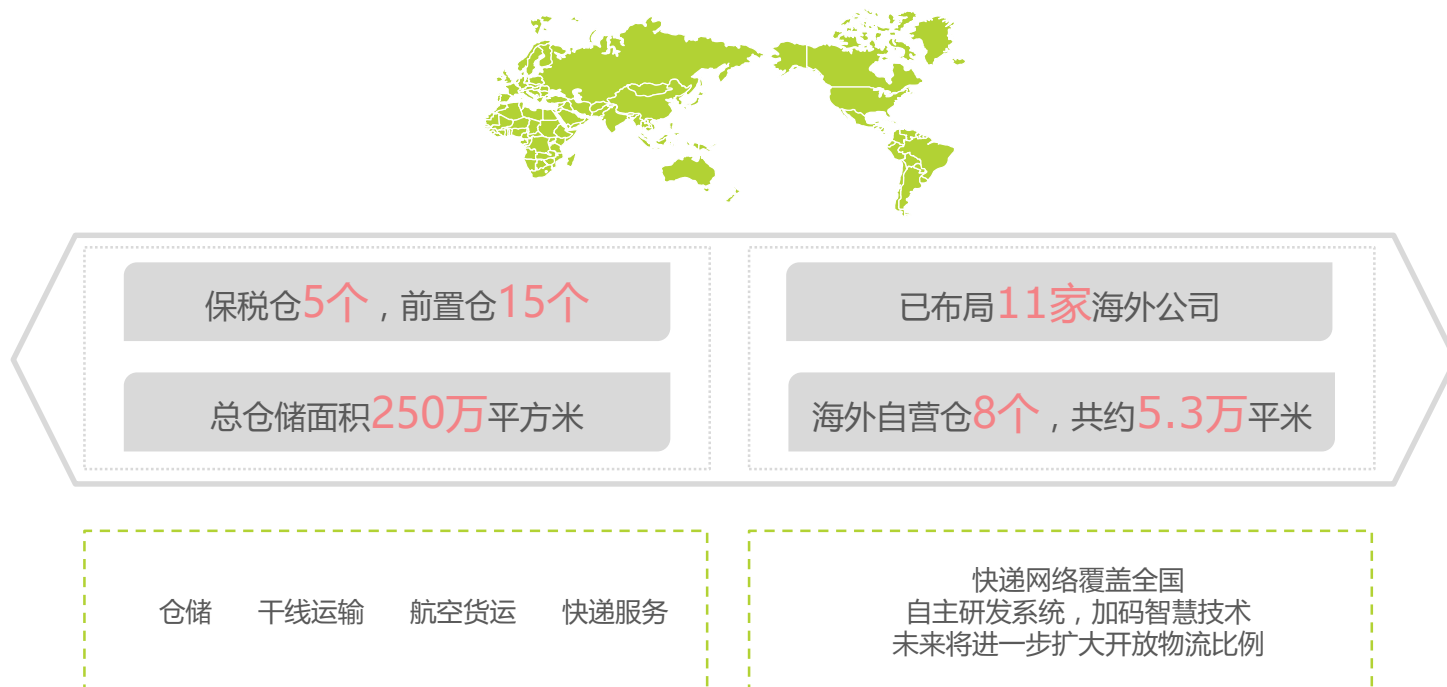 保税仓5个，前置仓15个
总仓储面积250万平方米
已布局11家海外公司
海外自营仓8个，共约5.3万平米
仓储 干线运输 航空货运 快递服务
快递网络覆盖全国
自主研发系统，加码智慧技术
未来将进一步扩大开放物流比例